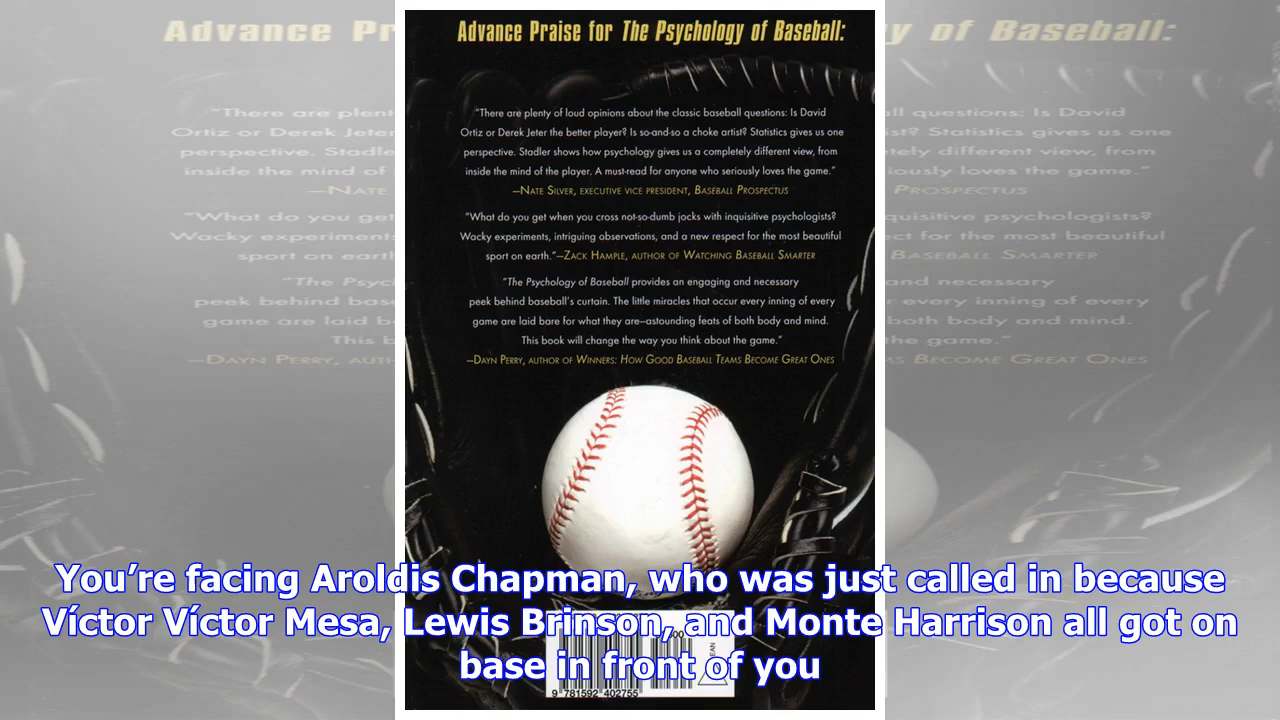 Advance Praise for The Psychology of Baseball:
“There are plenty of loud opinions about the classic baseball questions: Is David
Ortiz or Derek Jeter the better player? Is so-and-so a choke artist? Statistics gives us one
perspective. Stadler shows how psychology gives us a completely different view, from
inside the mind of the player. A must-read for anyone who seriously loves the game.”
—Nate Silver, executive vice president, Baseball Prospectus
“What do you get when you cross not-so-dumb jocks with inquisitive psychologists?
Wacky experiments, intriguing observations, and a new respect for the most beautiful
sport on earth.”—Zack Hample, author of Watching Baseball Smarter
“The Psychology of Baseball provides an engaging and necessary
peek behind baseball’s curtain. The little miracles that occur every inning of every
game are laid bare for what they are—astounding feats of both body and mind.
This book will change the way you think about the game.”
—Dayn Perry, author of Winners: How Good Baseball Teams Become Great Ones
You’re facing Aroldis Chapman, who was just called in because
Víctor Víctor Mesa, Lewis Brinson, and Monte Harrison all got on
base in front of you
9 781592 402755
EAN